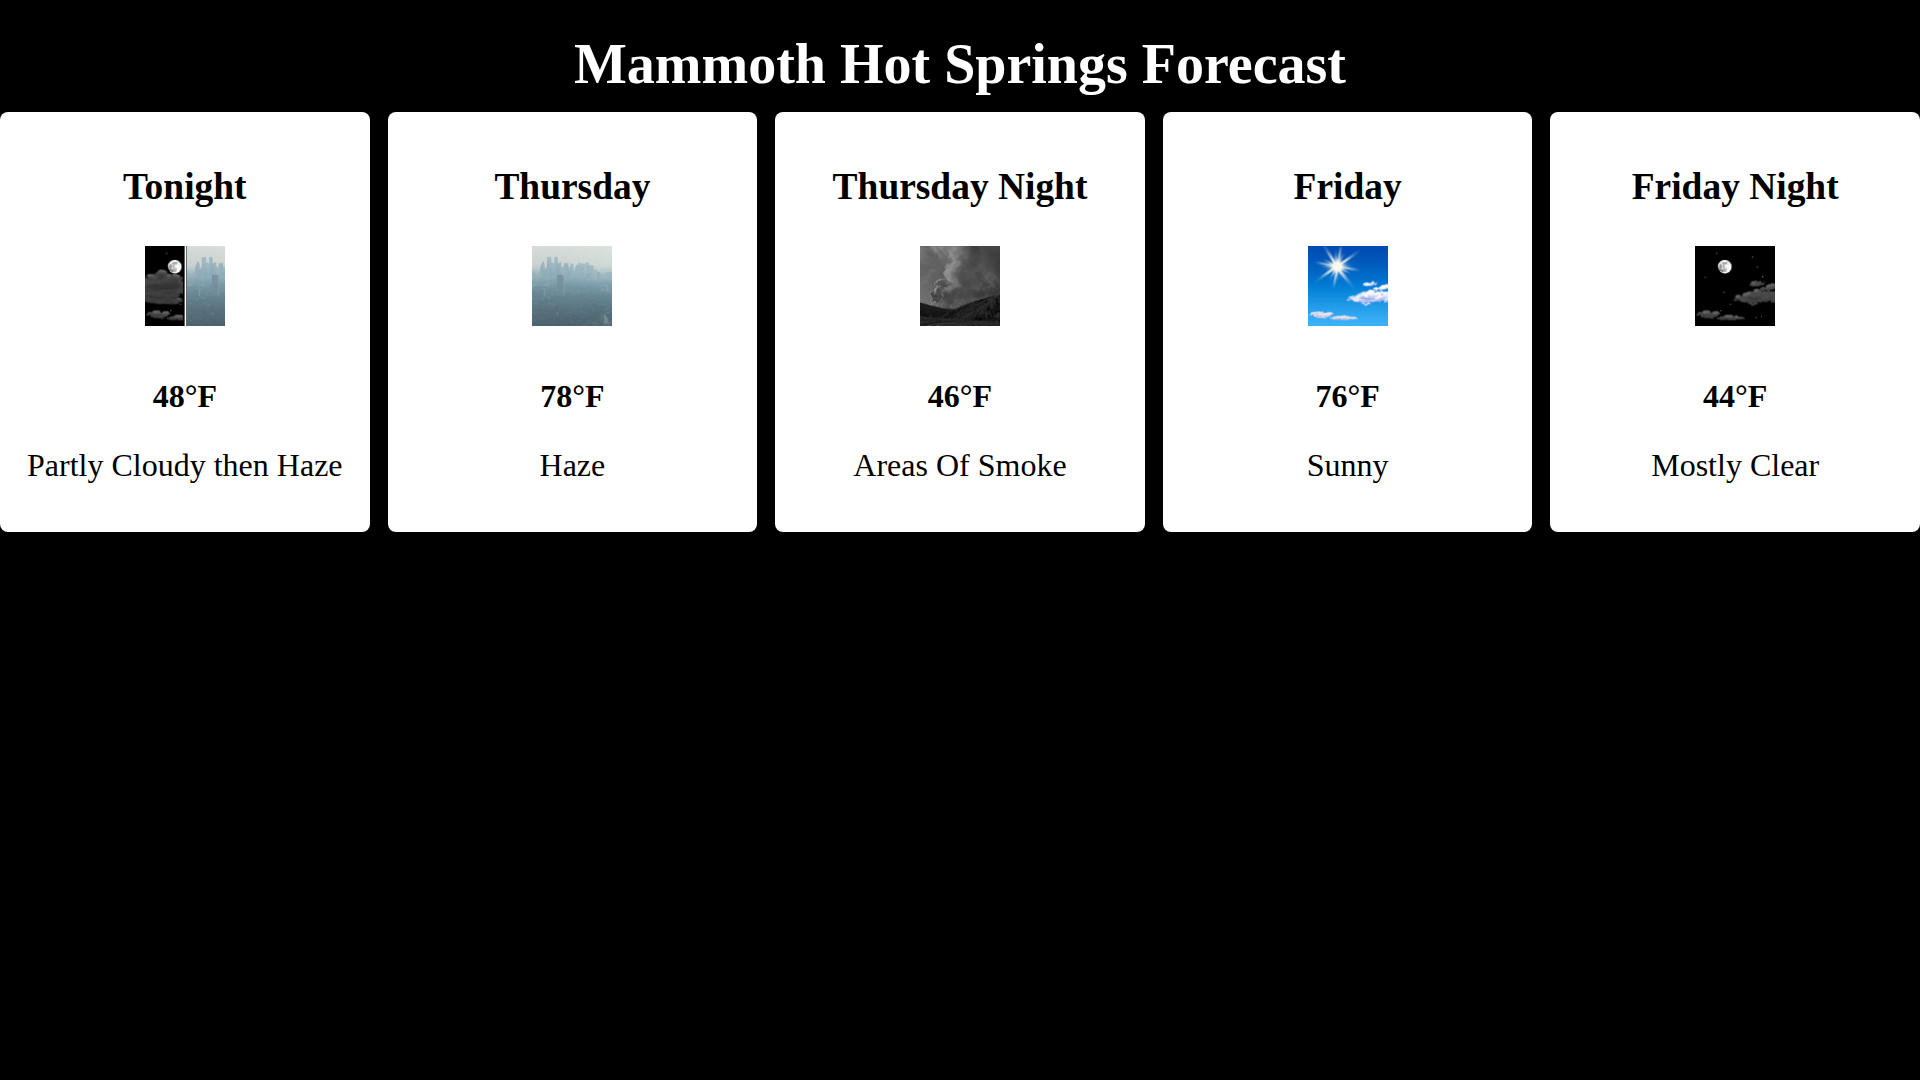 Mammoth Hot Springs Forecast
Tonight
48°F
Partly Cloudy then Haze
Thursday
78°F
Haze
Thursday Night
46°F
Areas Of Smoke
Friday
76°F
Sunny
Friday Night
44°F
Mostly Clear